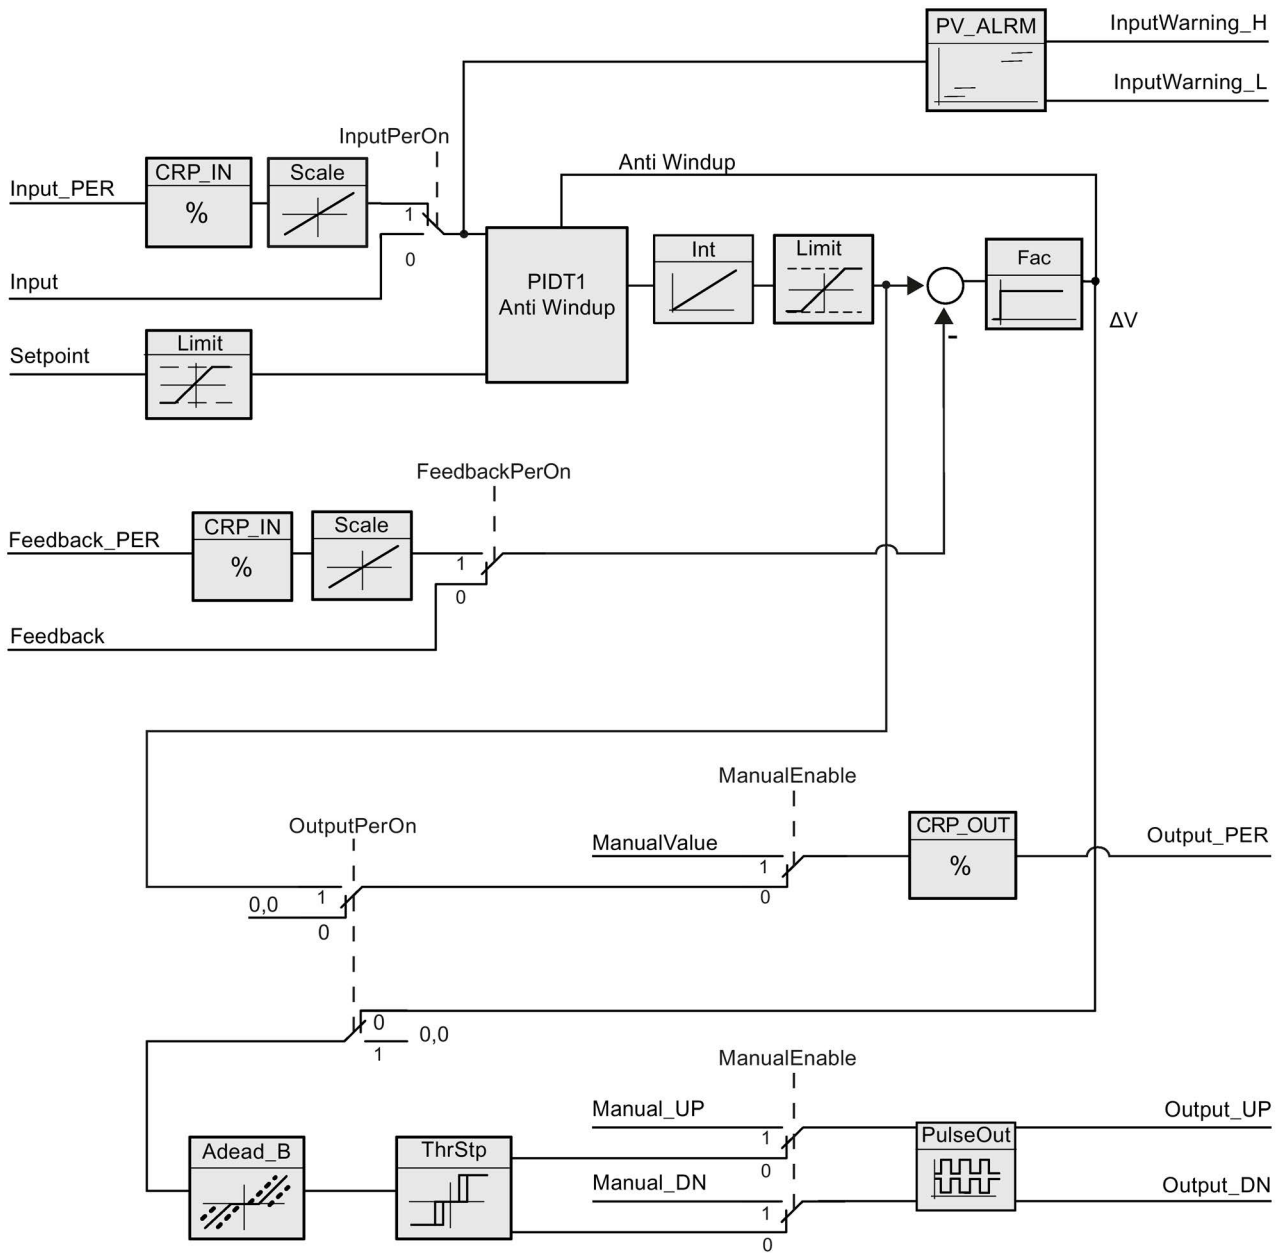 PV_ALRM
InputWarning_H
InputWarning_L
InputPerOn
Anti Windup
Input_PER
CRP_IN
%
Scale
1
0
Input
PIDT1
Anti Windup
Int
Limit
Fac
ΔV
-
Setpoint
Limit
FeedbackPerOn
Feedback_PER
CRP_IN
%
Scale
1
0
Feedback
ManualEnable
OutputPerOn
ManualValue
1
0
CRP_OUT
%
Output_PER
0,0
1
0
0
1
0,0
ManualEnable
Manual_UP
1
0
Output_UP
Adead_B
ThrStp
PulseOut
Manual_DN
1
0
Output_DN